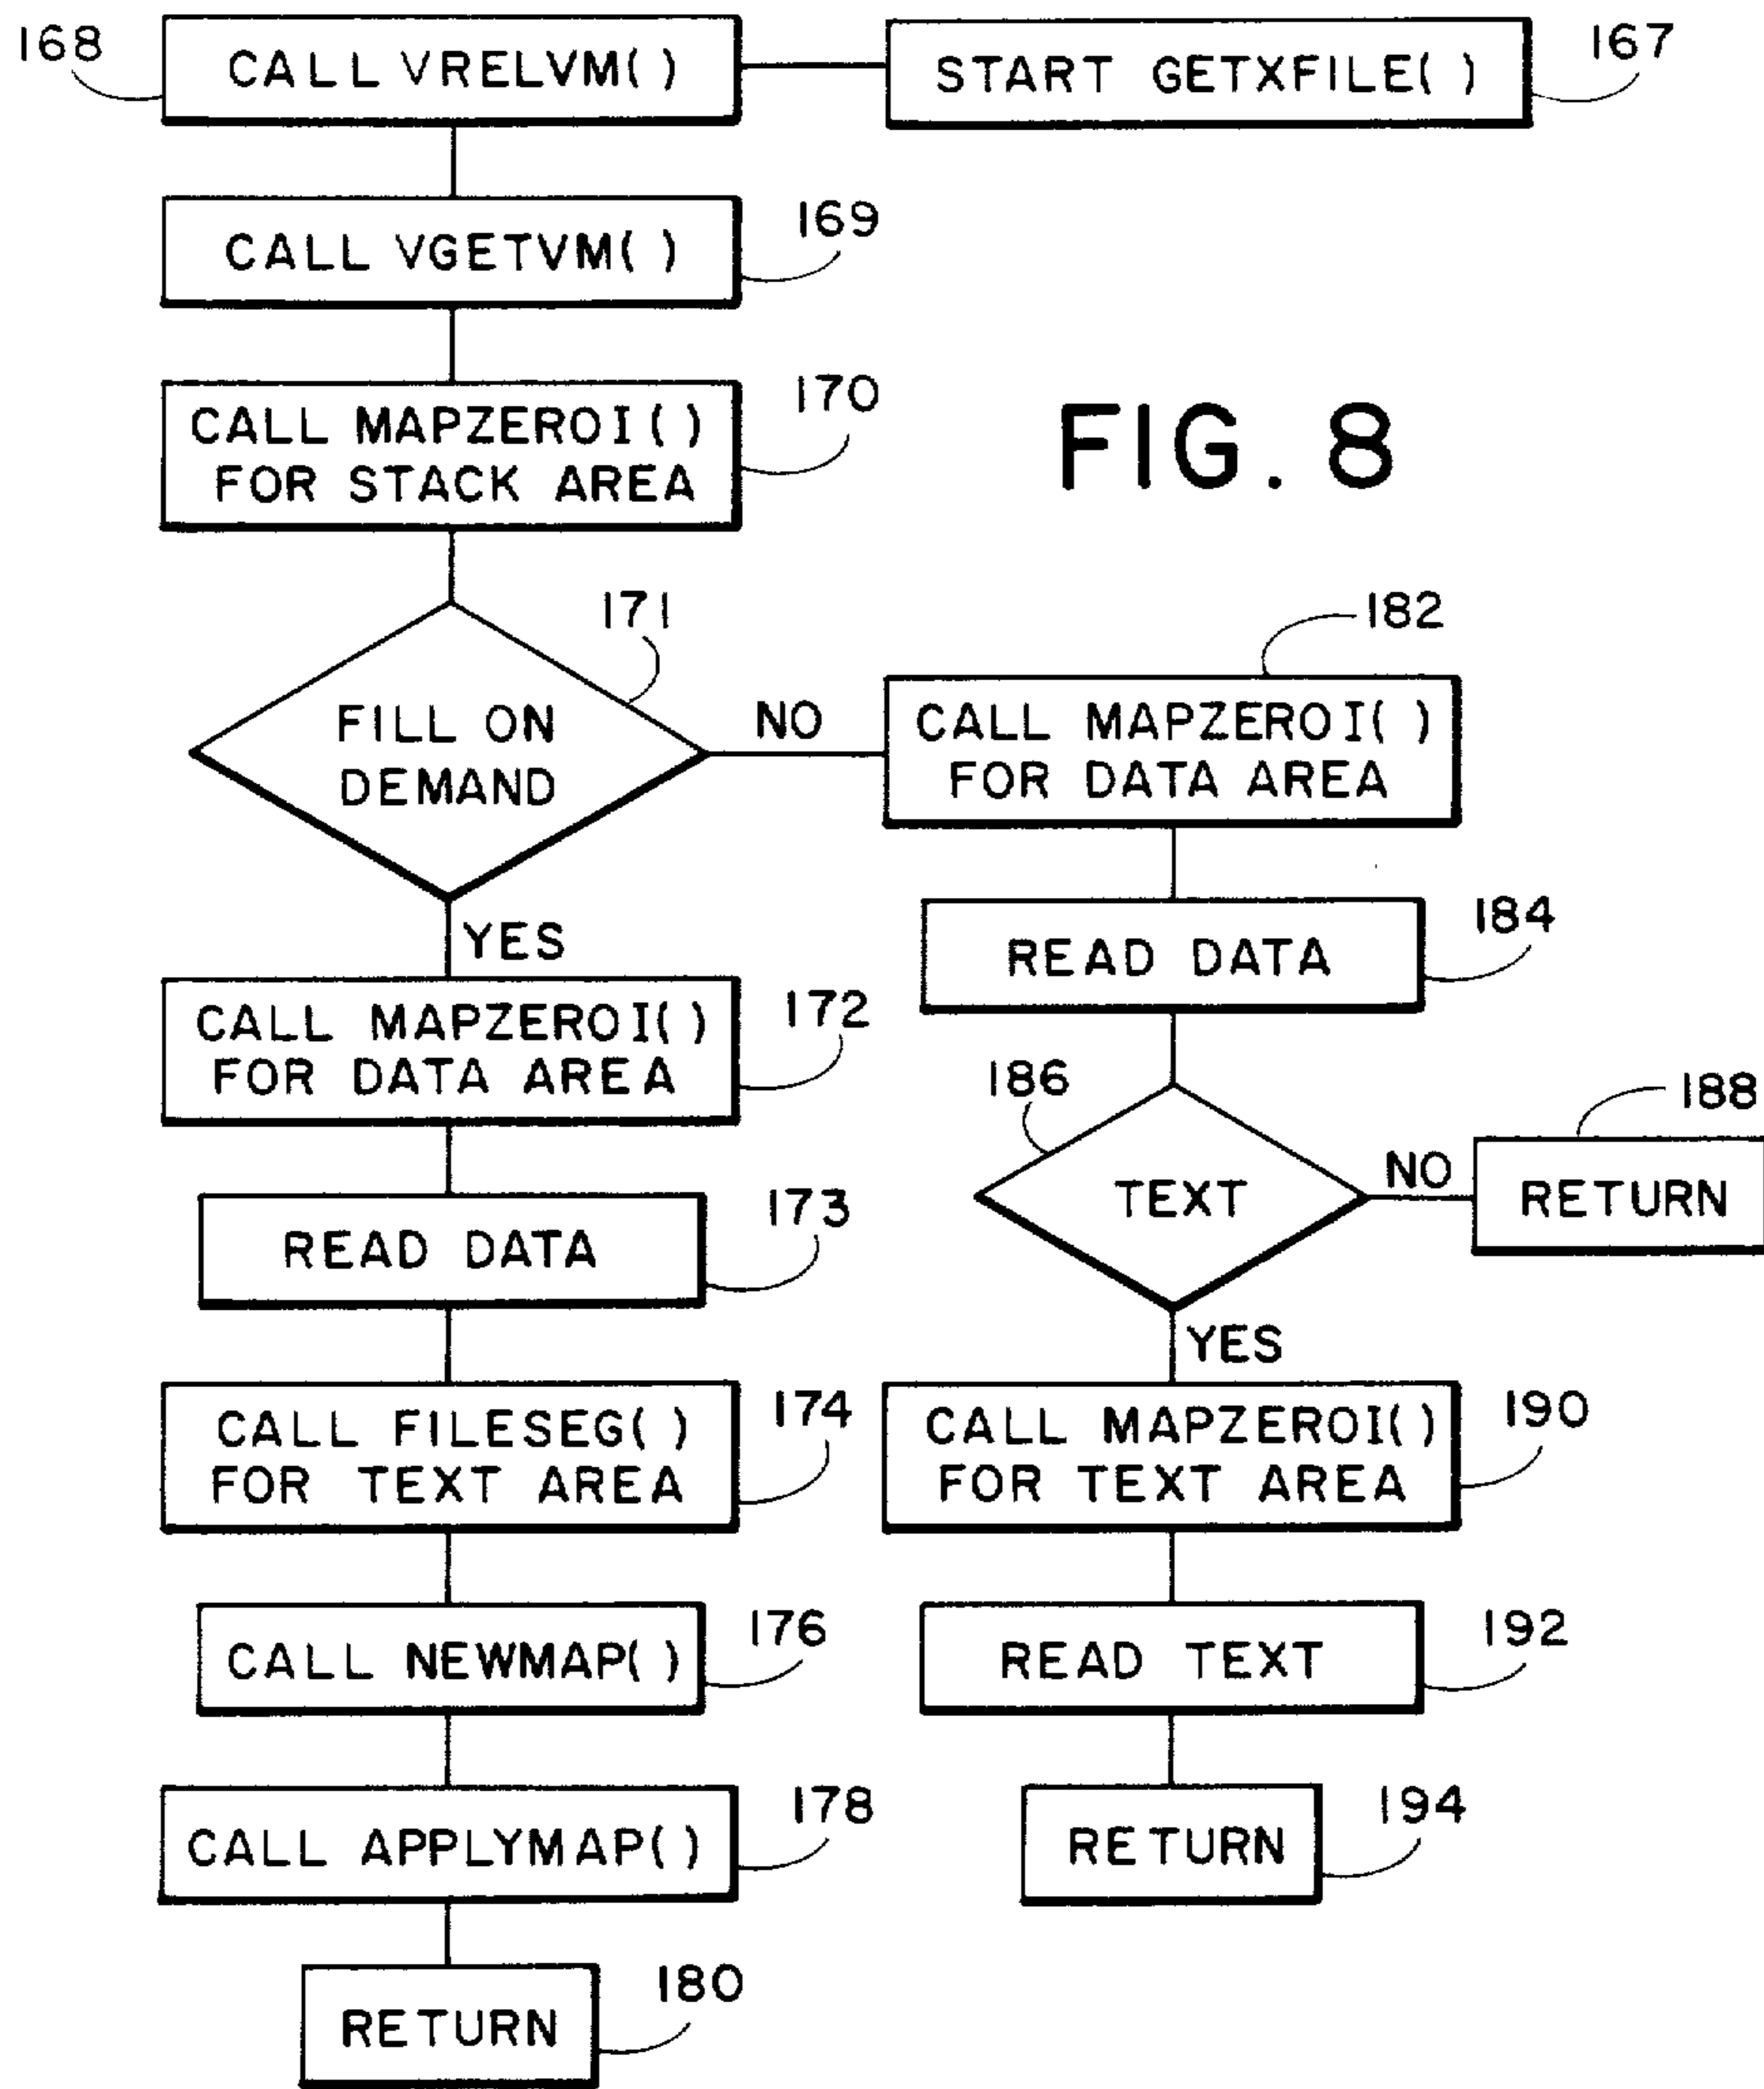 168
CALL VRELVM( )
START GETXFILE( )
167
CALL VGETVM( )
169
CALL MAPZEROI( )
FOR STACK AREA
170
FIG. 8
FILL ON
DEMAND
171
NO
CALL MAPZEROI( )
FOR DATA AREA
182
YES
READ DATA
184
CALL MAPZEROI( )
FOR DATA AREA
172
186
TEXT
NO
RETURN
188
READ DATA
173
YES
CALL FILESEG( )
FOR TEXT AREA
174
CALL MAPZEROI( )
FOR TEXT AREA
190
CALL NEWMAP( )
176
READ TEXT
192
CALL APPLYMAP( )
178
RETURN
194
RETURN
180